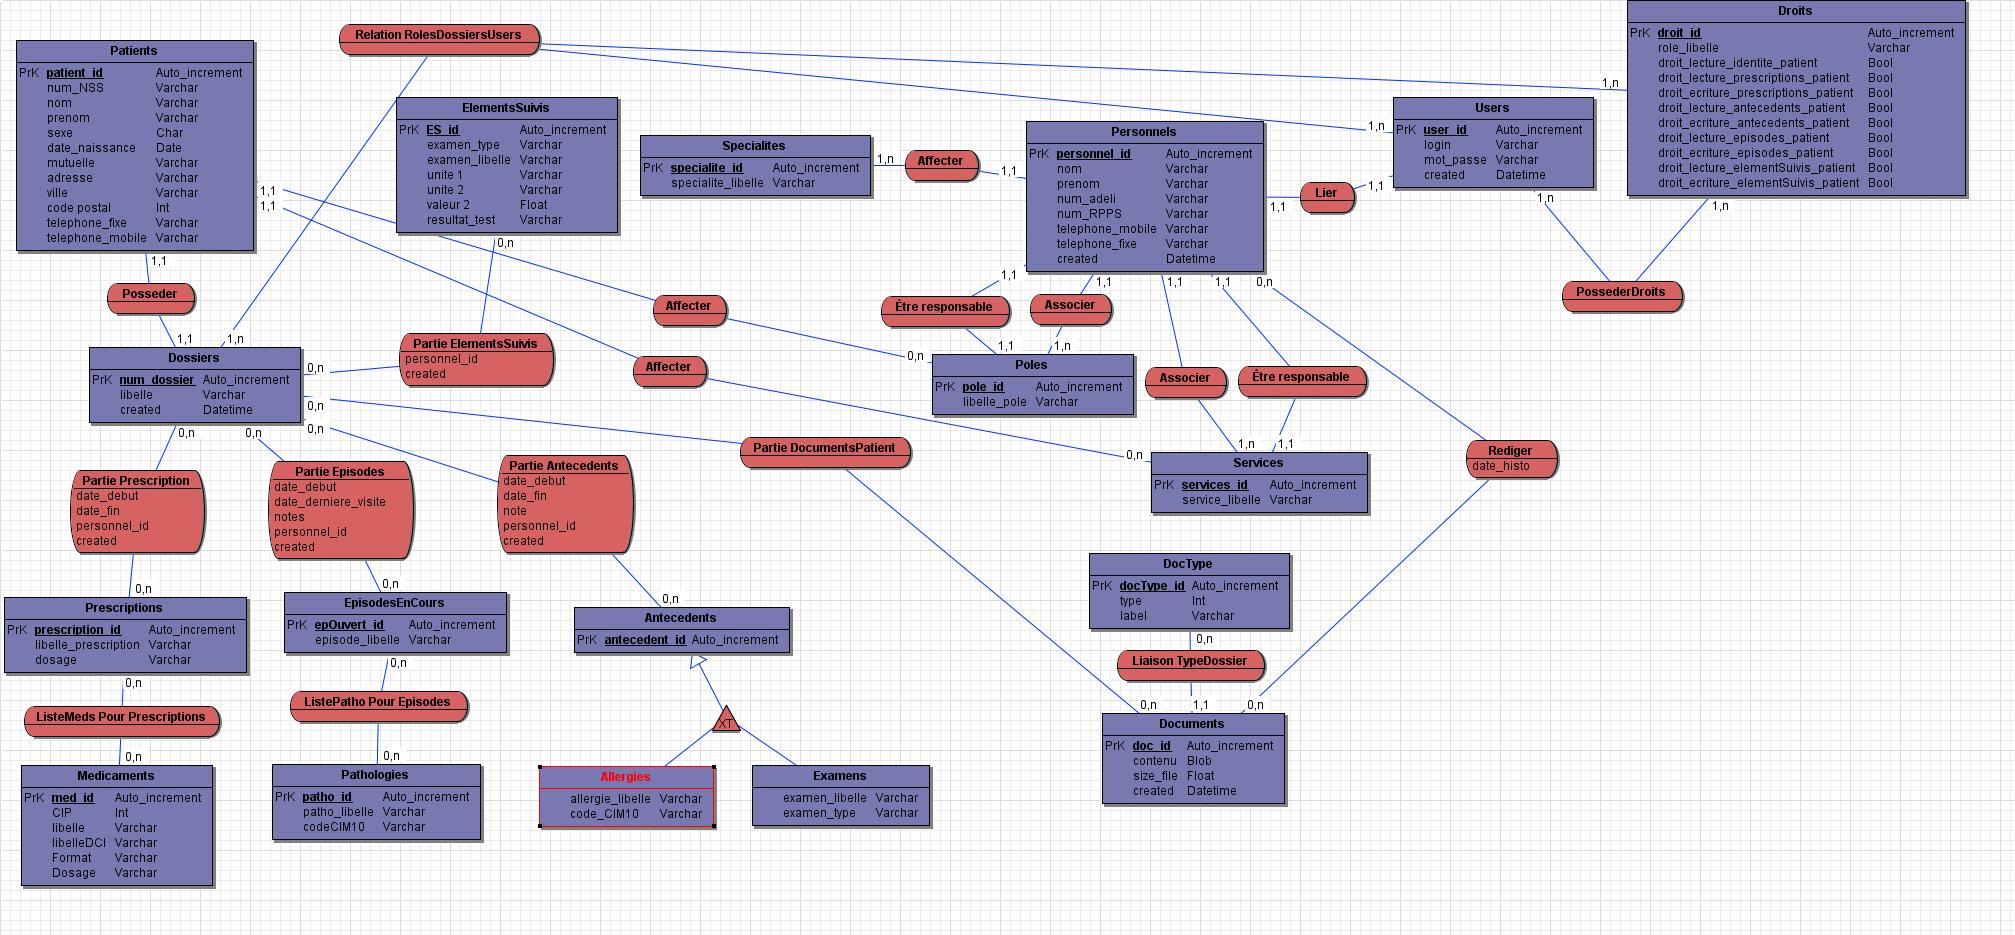 Relation RolesDossiersUsers
Patients
PrK patient_id Auto_increment
num_NSS Varchar
nom Varchar
prenom Varchar
sexe Char
date_naissance Date
mutuelle Varchar
adresse Varchar
ville Varchar
code postal Int
telephone_fixe Varchar
telephone_mobile Varchar
1,1
1,1
1,1
ElementsSuivis
PrK ES_id Auto_increment
examen_type Varchar
examen_libelle Varchar
unite 1 Varchar
unite 2 Varchar
valeur 2 Float
resultat_test Varchar
0,n
Specialites
PrK specialite_id Auto_increment
specialite_libelle Varchar
1,n
Affecter
1,1
Personnels
PrK personnel_id Auto_increment
nom Varchar
prenom Varchar
num_adeli Varchar
num_RPPS Varchar
telephone_mobile Varchar
telephone_fixe Varchar
created Datetime
1,1
Lier
1,1
1,n
Users
PrK user_id Auto_increment
login Varchar
mot_passe Varchar
created Datetime
1,n
1,n
Droits
PrK droit_id Auto_increment
role_libelle Varchar
droit_lecture_identite_patient Bool
droit_lecture_prescriptions_patient Bool
droit_ecriture_prescriptions_patient Bool
droit_lecture_antecedents_patient Bool
droit_ecriture_antecedents_patient Bool
droit_lecture_episodes_patient Bool
droit_ecriture_episodes_patient Bool
droit_lecture_elementSuivis_patient Bool
droit_ecriture_elementSuivis_patient Bool
1,n
PossederDroits
Posseder
1,1
1,n
Affecter
0,n
Affecter
0,n
1,1
Être responsable
1,1
1,1
Associer
1,n
1,1
Associer
1,n
1,1
Être responsable
1,1
0,n
Rediger
date_histo
0,n
Dossiers
PrK num_dossier Auto_increment
libelle Varchar
created Datetime
0,n
0,n
0,n
0,n
0,n
Partie ElementsSuivis
personnel_id
created
Poles
PrK pole_id Auto_increment
libelle_pole Varchar
Partie DocumentsPatient
0,n
Services
PrK services_id Auto_increment
service_libelle Varchar
Partie Prescription
date_debut
date_fin
personnel_id
created
0,n
Partie Episodes
date_debut
date_derniere_visite
notes
personnel_id
created
0,n
Partie Antecedents
date_debut
date_fin
note
personnel_id
created
0,n
Prescriptions
PrK prescription_id Auto_increment
libelle_prescription Varchar
dosage Varchar
0,n
EpisodesEnCours
PrK epOuvert_id Auto_increment
episode_libelle Varchar
0,n
Antecedents
PrK antecedent_id Auto_increment
XT
DocType
PrK docType_id Auto_increment
type Int
label Varchar
0,n
Liaison TypeDossier
1,1
ListeMeds Pour Prescriptions
0,n
ListePatho Pour Episodes
0,n
Medicaments
PrK med_id Auto_increment
CIP Int
libelle Varchar
libelleDCI Varchar
Format Varchar
Dosage Varchar
Pathologies
PrK patho_id Auto_increment
patho_libelle Varchar
codeCIM10 Varchar
Allergies
allergie_libelle Varchar
code_CIM10 Varchar
Examens
examen_libelle Varchar
examen_type Varchar
Documents
PrK doc_id Auto_increment
contenu Blob
size_file Float
created Datetime